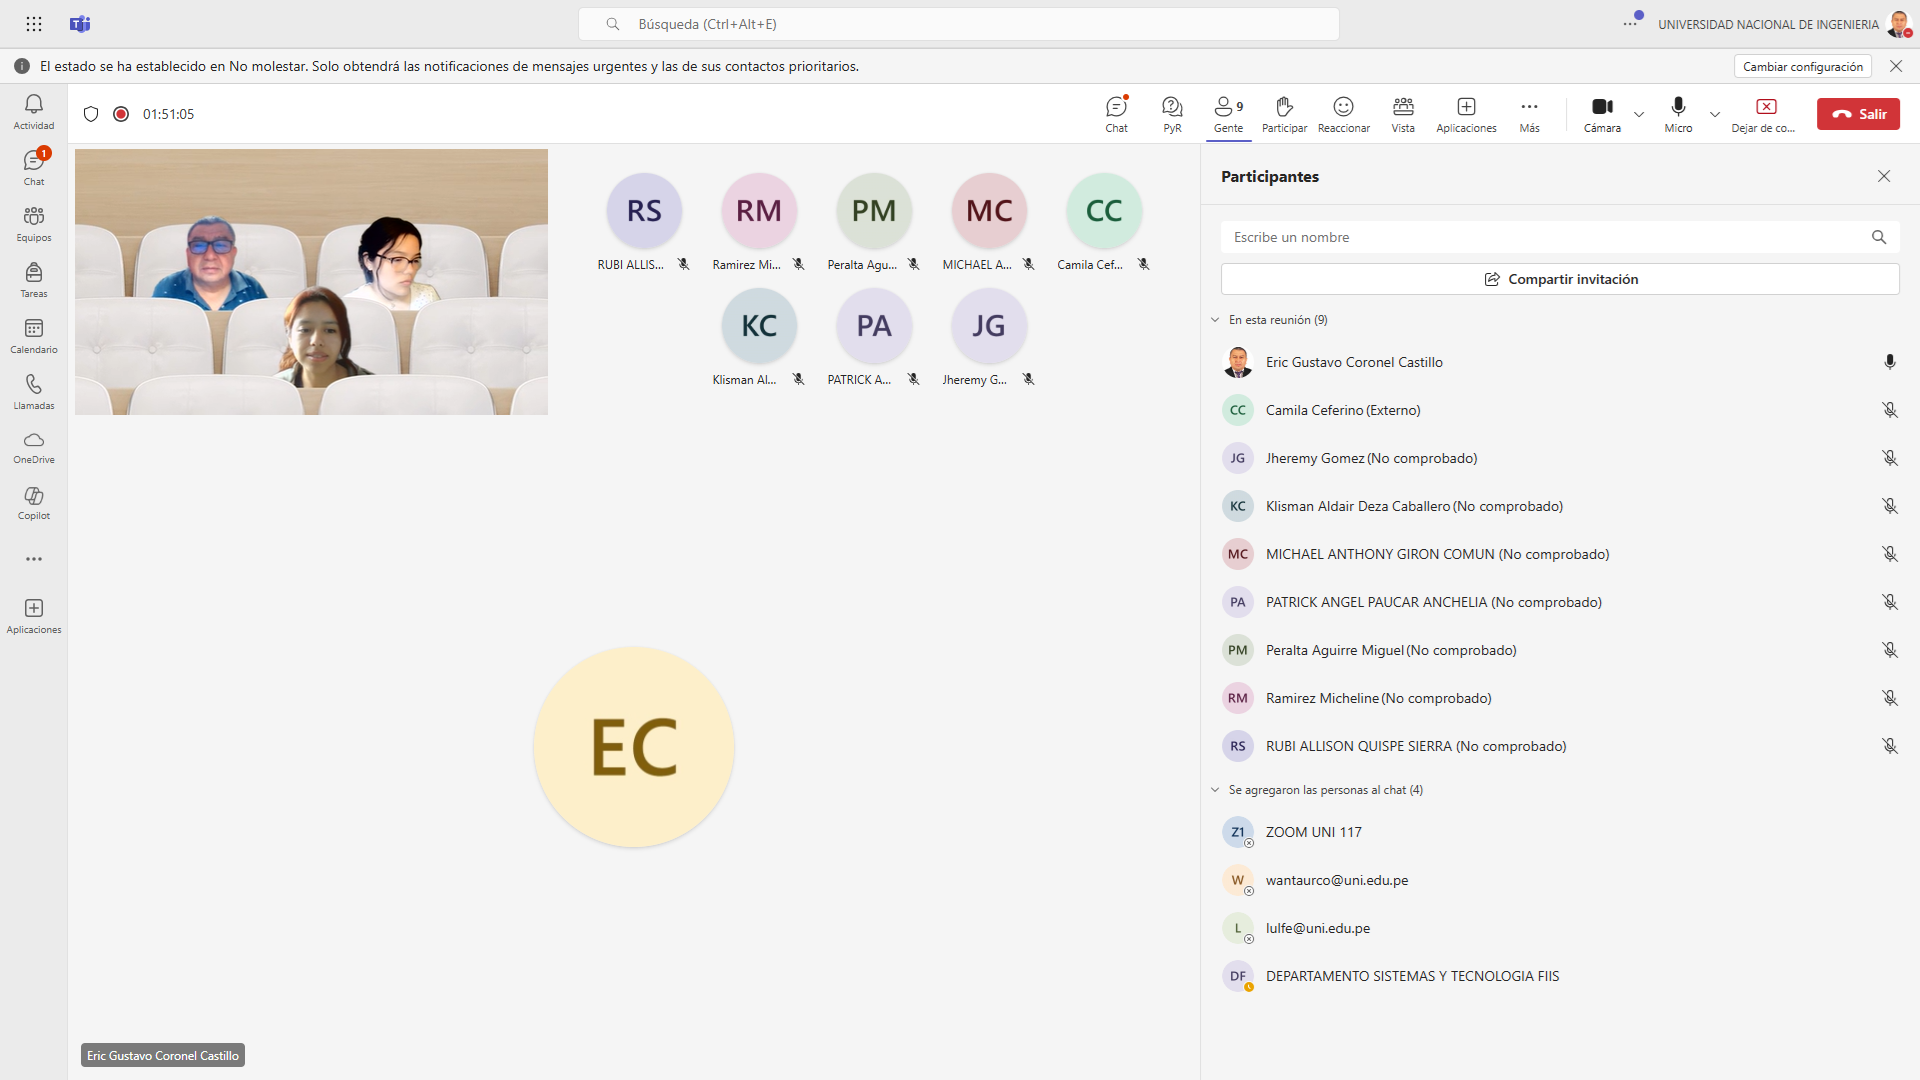 Búsqueda (Ctrl+Alt+E)
UNIVERSIDAD NACIONAL DE INGENIERIA
El estado se ha establecido en No molestar. Solo obtendrá las notificaciones de mensajes urgentes y las de sus contactos prioritarios.
Cambiar configuración
Actividad
1
Chat
Equipos
Tareas
Calendario
Llamadas
OneDrive
Copilot
Aplicaciones
01:51:05
Chat
PyR
9
Gente
Participar
Reaccionar
Vista
Aplicaciones
Más
Cámara
Micro
Dejar de co...
Salir
RS
RM
PM
MC
CC
RUBI ALLIS...
Ramirez Mi...
Peralta Agu...
MICHAEL A...
Camila Cef...
KC
PA
JG
Klisman Al...
PATRICK A...
Jheremy G...
EC
Eric Gustavo Coronel Castillo
Participantes
Escribe un nombre
Compartir invitación
En esta reunión (9)
Eric Gustavo Coronel Castillo
CC Camila Ceferino (Externo)
JG Jheremy Gomez (No comprobado)
KC Klisman Aldair Deza Caballero (No comprobado)
MC MICHAEL ANTHONY GIRON COMUN (No comprobado)
PA PATRICK ANGEL PAUCAR ANCHELIA (No comprobado)
PM Peralta Aguirre Miguel (No comprobado)
RM Ramirez Micheline (No comprobado)
RS RUBI ALLISON QUISPE SIERRA (No comprobado)
Se agregaron las personas al chat (4)
Z1 ZOOM UNI 117
W wantaurco@uni.edu.pe
L lulfe@uni.edu.pe
DF DEPARTAMENTO SISTEMAS Y TECNOLOGIA FIIS